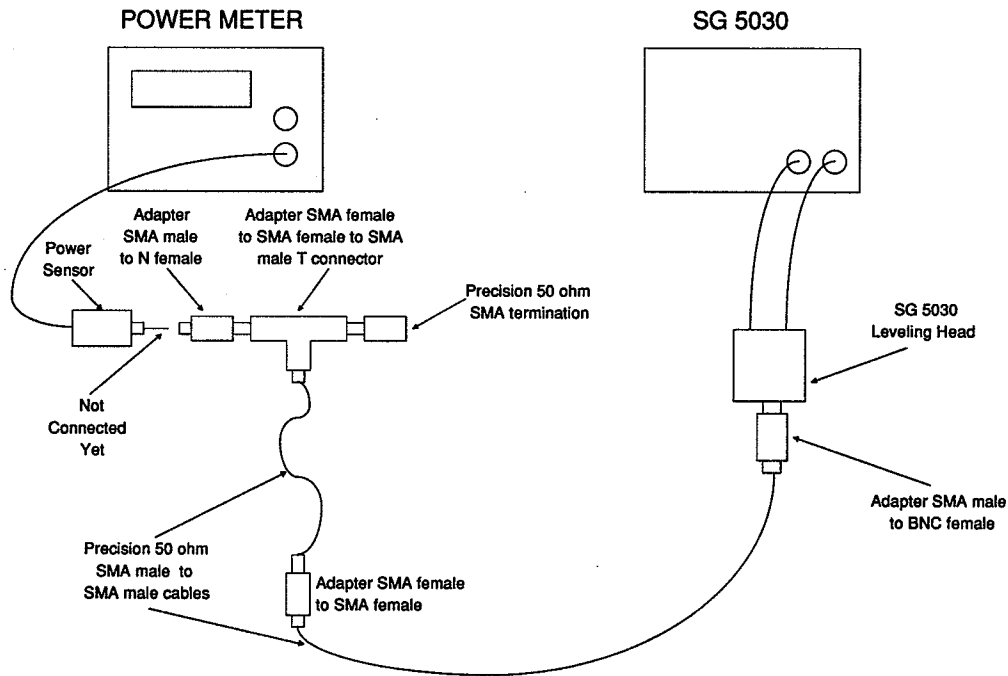 POWER METER
SG 5030
Adapter
SMA male
to N female
Adapter SMA female
to SMA female to SMA
male T connector
Power
Sensor
Precision 50 ohm
SMA termination
SG 5030
Leveling Head
Not
Connected
Yet
Adapter SMA male
to BNC female
Precision 50 ohm
SMA male to
SMA male cables
Adapter SMA female
to SMA female